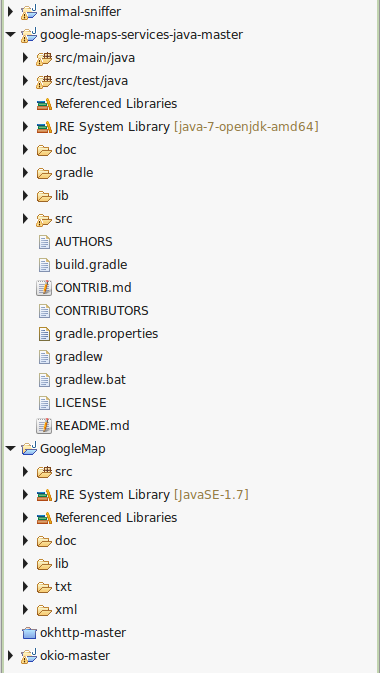 animal-sniffer
google-maps-services-java-master
src/main/java
src/test/java
Referenced Libraries
JRE System Library [java-7-openjdk-amd64]
doc
gradle
lib
src
AUTHORS
build.gradle
CONTRIB.md
CONTRIBUTORS
gradle.properties
gradlew
gradlew.bat
LICENSE
README.md
GoogleMap
src
JRE System Library [JavaSE-1.7]
Referenced Libraries
doc
lib
txt
xml
okhttp-master
okio-master